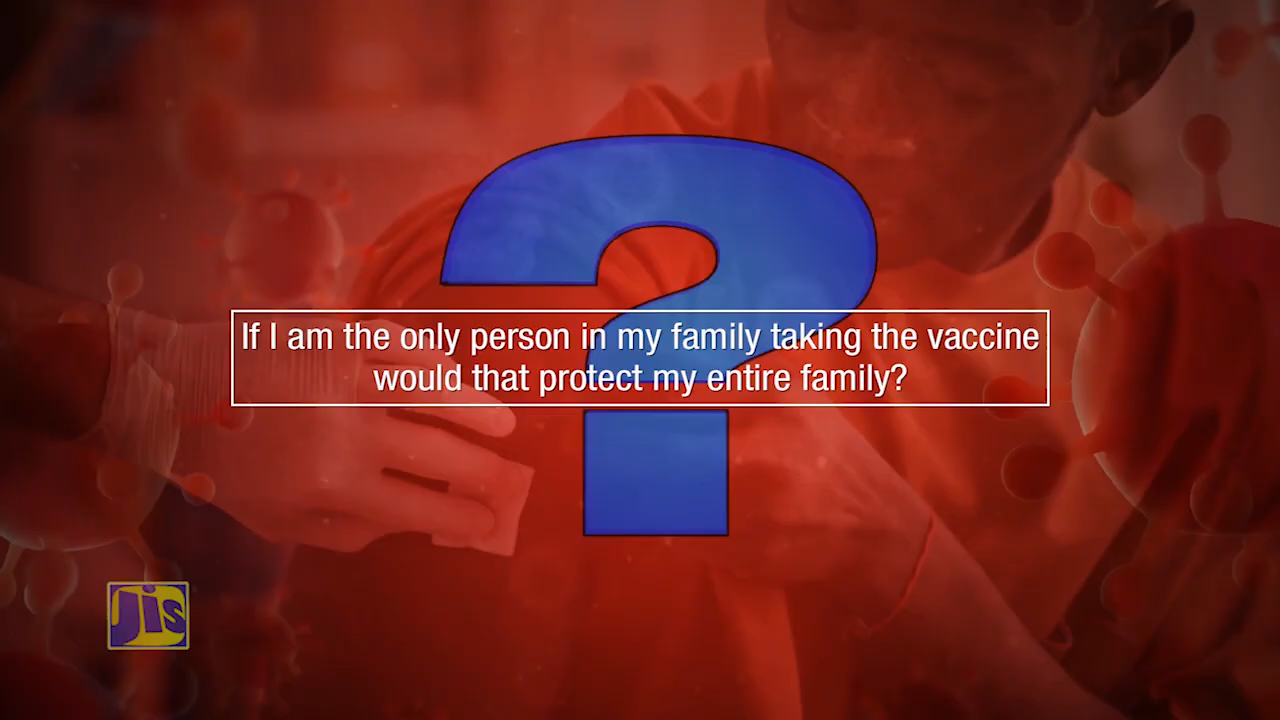 If I am the only person in my family taking the vaccine
would that protect my entire family?
jis